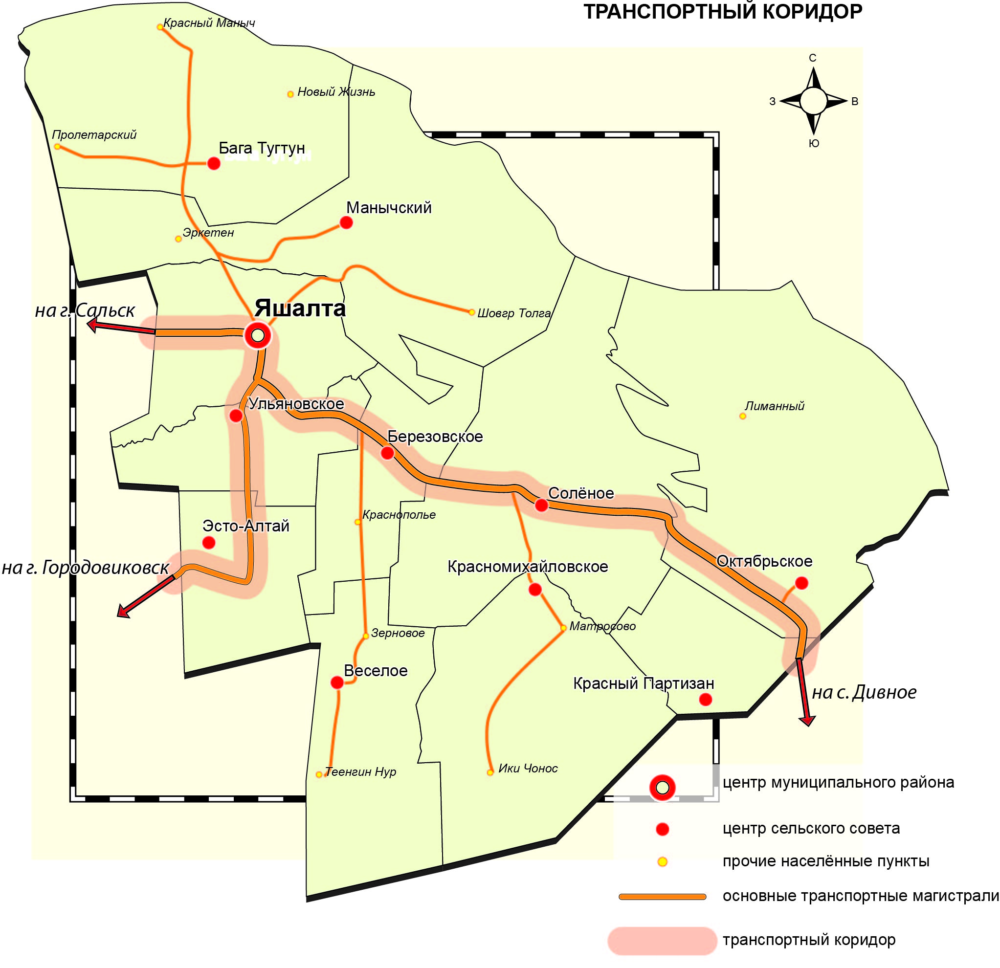 ТРАНСПОРТНЫЙ КОРИДОР
Красный Маныч
С
Новый Жизнь
З
В
Пролетарский
Ю
Бага Тугтун
Манычский
Эркетен
Яшалта
на г. Сальск
Шовгр Толга
Ульяновское
Лиманный
Березовское
Солёное
Краснополье
Эсто-Алтай
Октябрьское
на г. Городовиковск
Красномихайловское
Матросово
Зерновое
Веселое
Красный Партизан
на с. Дивное
Теенгин Нур
Ики Чонос
центр муниципального района
центр сельского совета
прочие населённые пункты
основные транспортные магистрали
транспортный коридор